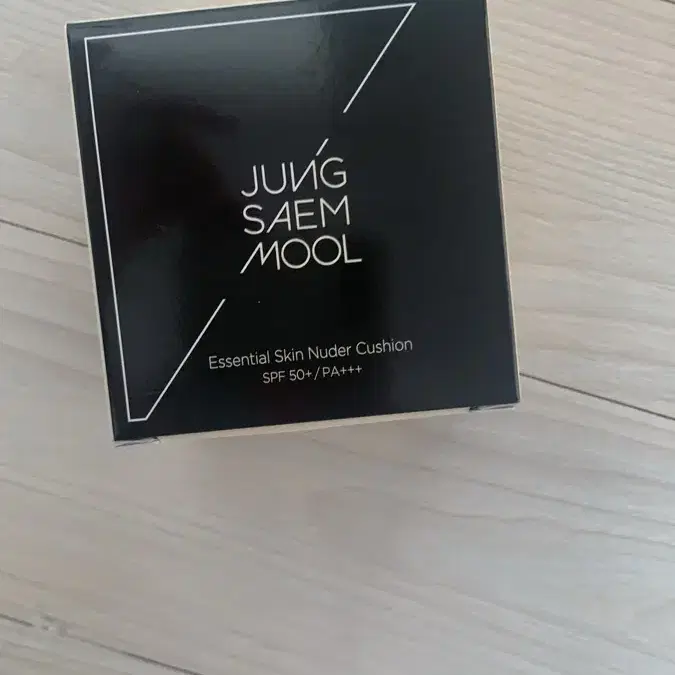 JUNG
SAEM
MOOL
Essential Skin Nuder Cushion
SPF 50+/PA+++